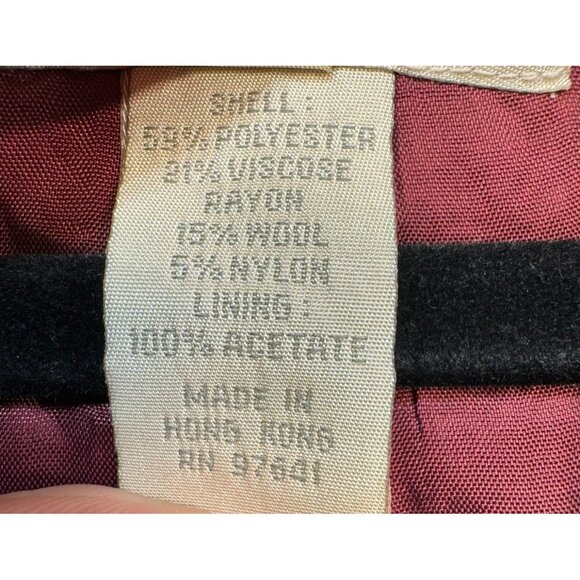 SHELL:
59% POLYESTER
21% VISCOSE
RAYON
15% WOOL
5% NYLON
LINING:
100% ACETATE
MADE IN
HONG KONG
RN 97641